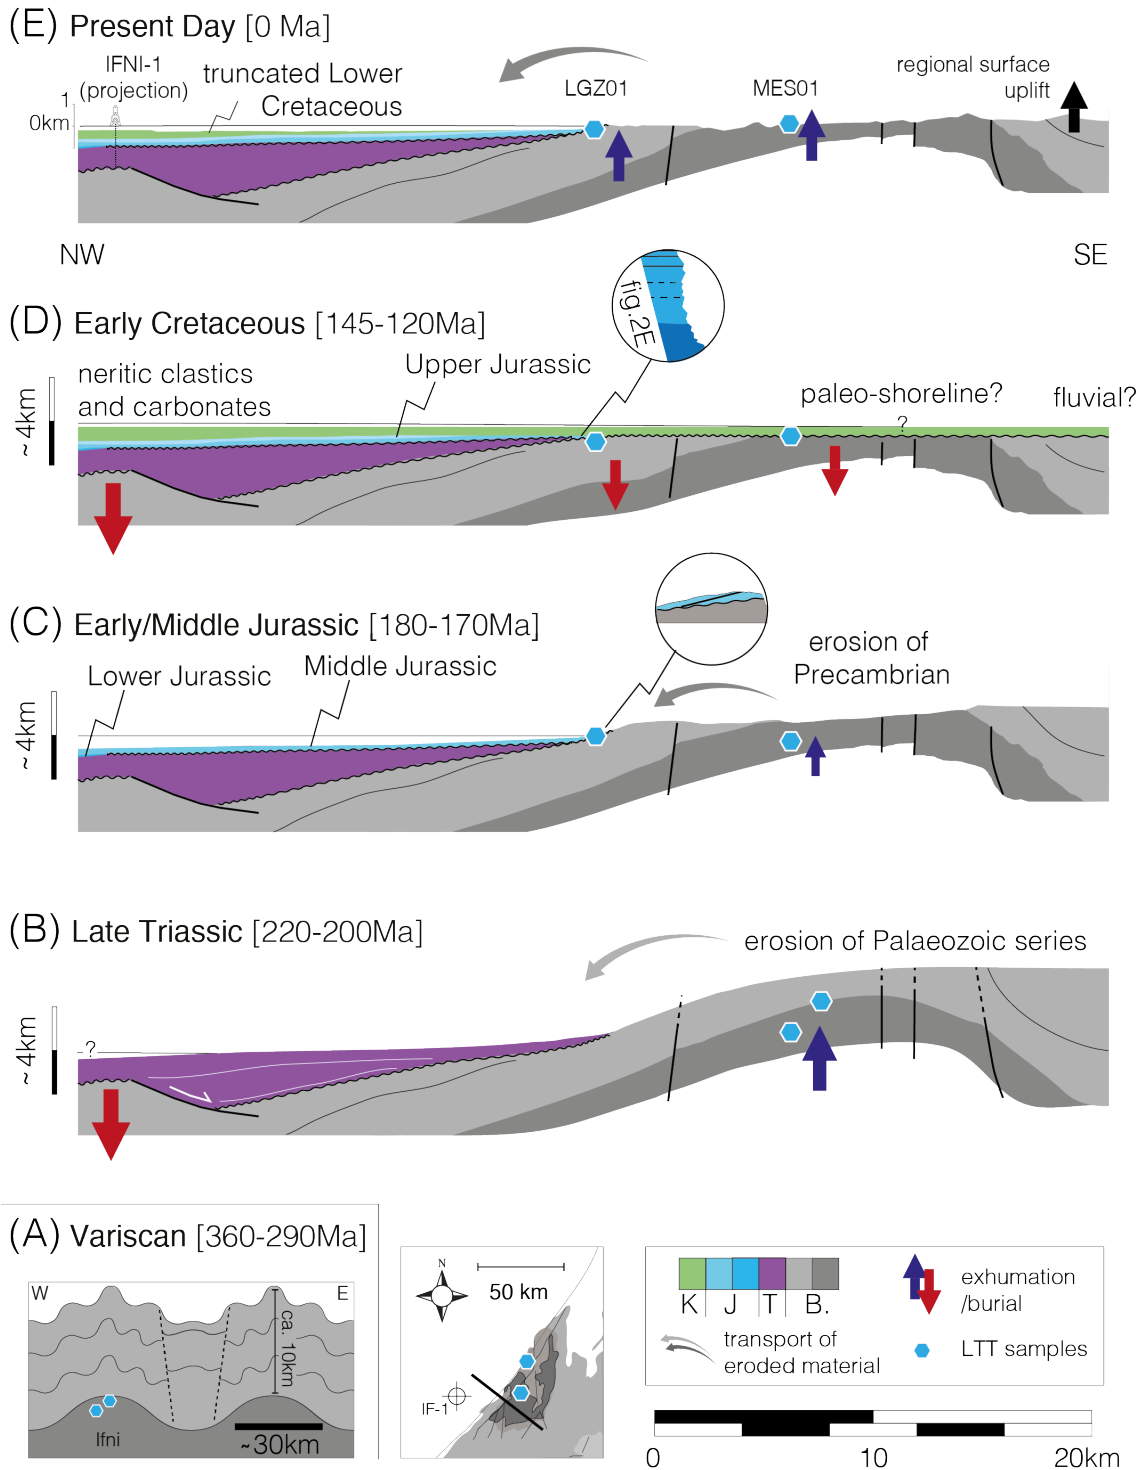 (E) Present Day [0 Ma]
IFNI-1
(projection)
truncated Lower
Cretaceous
LGZ01
MES01
regional surface
uplift
1
0km
NW
SE
fig.2E
(D) Early Cretaceous [145-120Ma]
neritic clastics
and carbonates
Upper Jurassic
paleo-shoreline?
?
fluvial?
~ 4km
(C) Early/Middle Jurassic [180-170Ma]
Lower Jurassic
Middle Jurassic
erosion of
Precambrian
~ 4km
(B) Late Triassic [220-200Ma]
erosion of Palaeozoic series
?
~ 4km
(A) Variscan [360-290Ma]
W
E
ca. 10km
Ifni
~30km
N
50 km
IF-1
K J T B.
exhumation
/burial
transport of
eroded material
LTT samples
0 10 20km